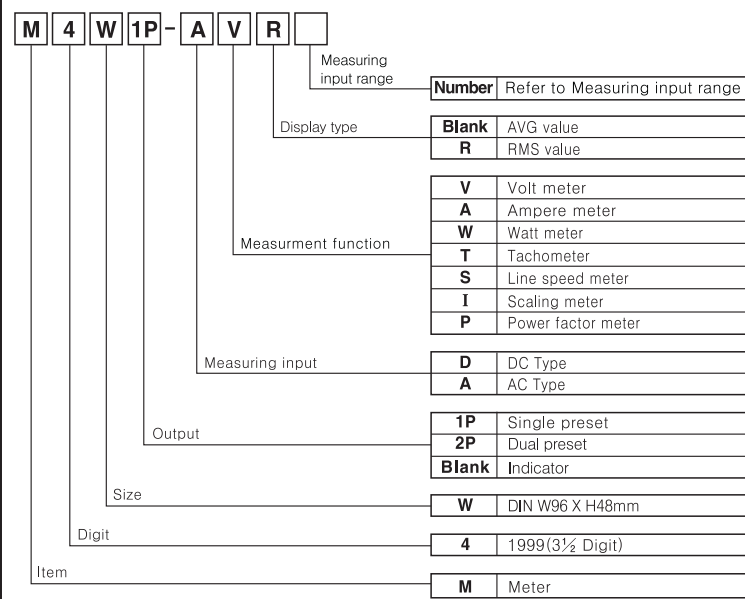 M 4 W 1P - A V R
Measuring
input range
Number Refer to Measuring input range
Display type
Blank AVG value
R RMS value
Measurment function
V Volt meter
A Ampere meter
W Watt meter
T Tachometer
S Line speed meter
I Scaling meter
P Power factor meter
Measuring input
D DC Type
A AC Type
Output
1P Single preset
2P Dual preset
Blank Indicator
Size
W DIN W96 X H48mm
Digit
4 1999(3½ Digit)
Item
M Meter